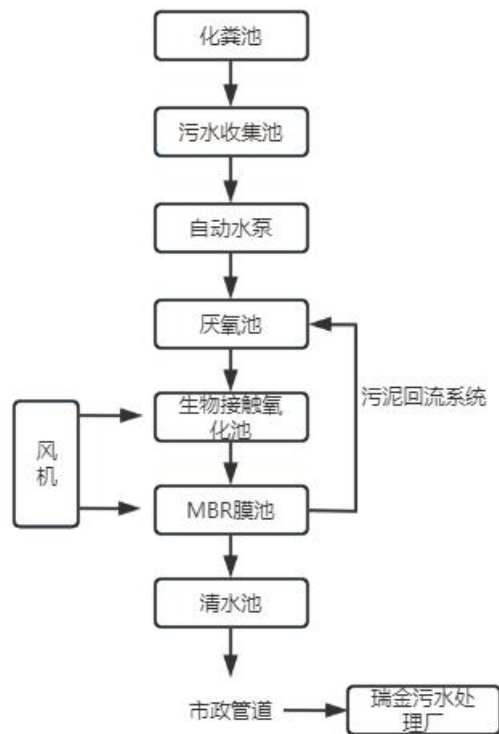 化粪池
污水收集池
自动水泵
厌氧池
生物接触氧
化池
污泥回流系统
风
机
MBR膜池
清水池
市政管道
瑞金污水处
理厂